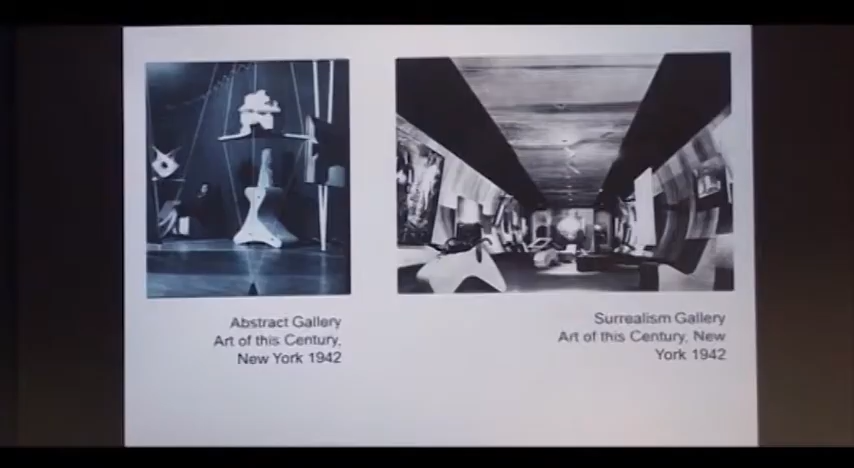 Abstract Gallery
Art of this Century,
New York 1942
Surrealism Gallery
Art of this Century, New
York 1942